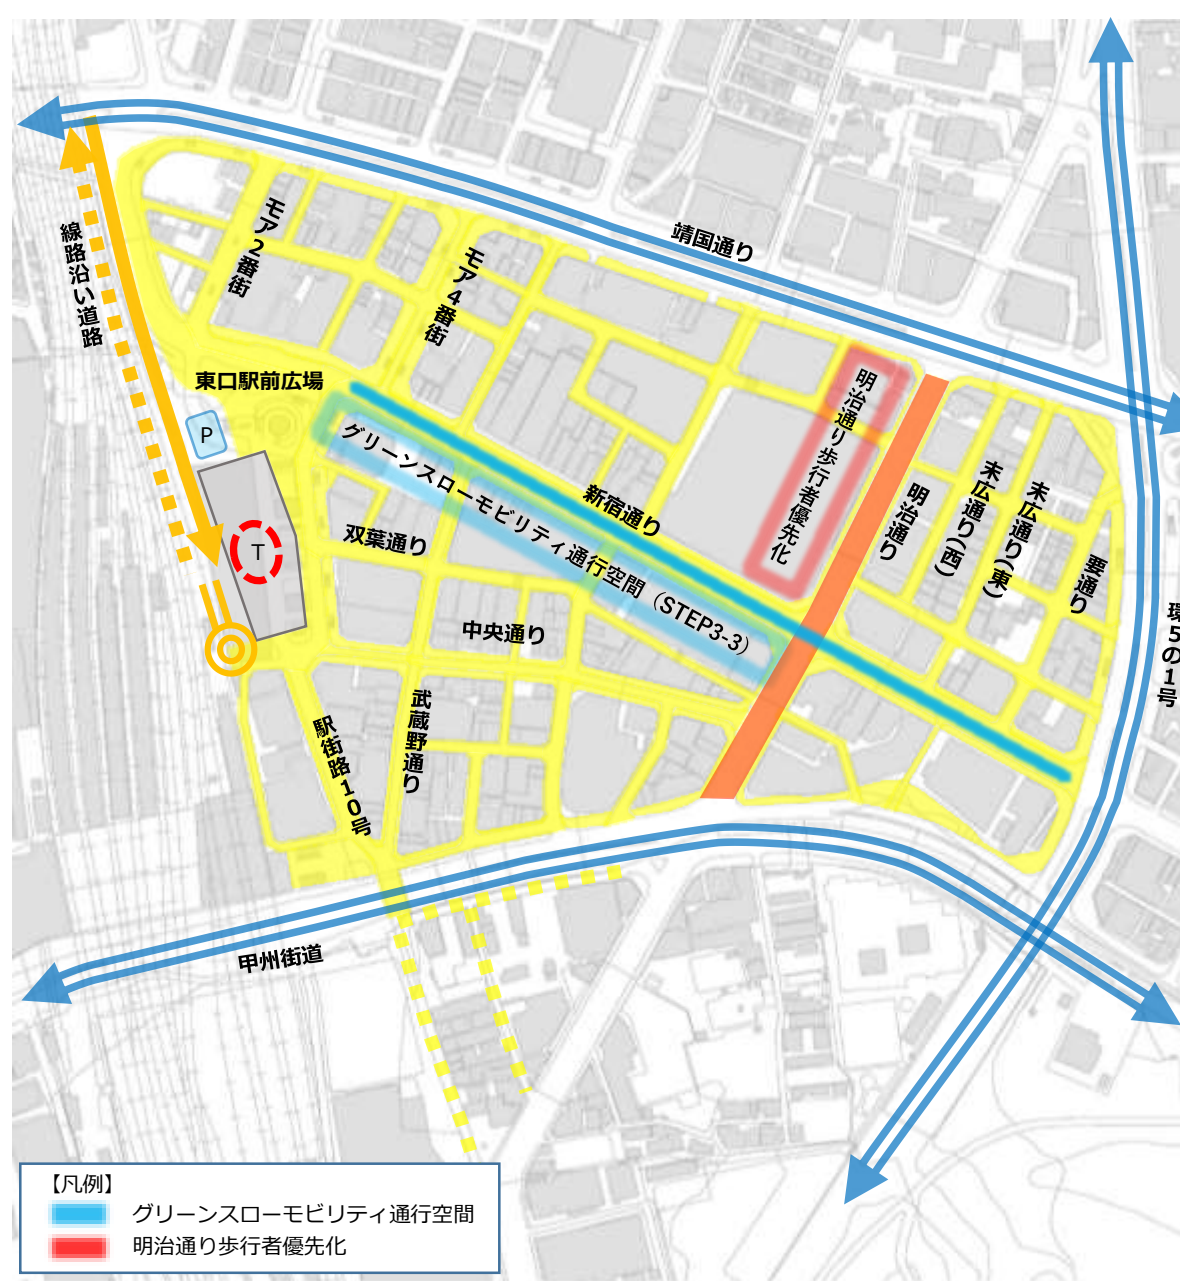 靖国通り
モア2番街
モア4番街
線路沿い道路
東口駅前広場
P
T
明治通り歩行者優先化
グリーンスローモビリティ通行空間（STEP3-3）
新宿通り
双葉通り
中央通り
明治通り
末広通り(西)
末広通り(東)
要通り
環5の1号
武蔵野通り
駅街路10号
甲州街道
【凡例】
グリーンスローモビリティ通行空間
明治通り歩行者優先化